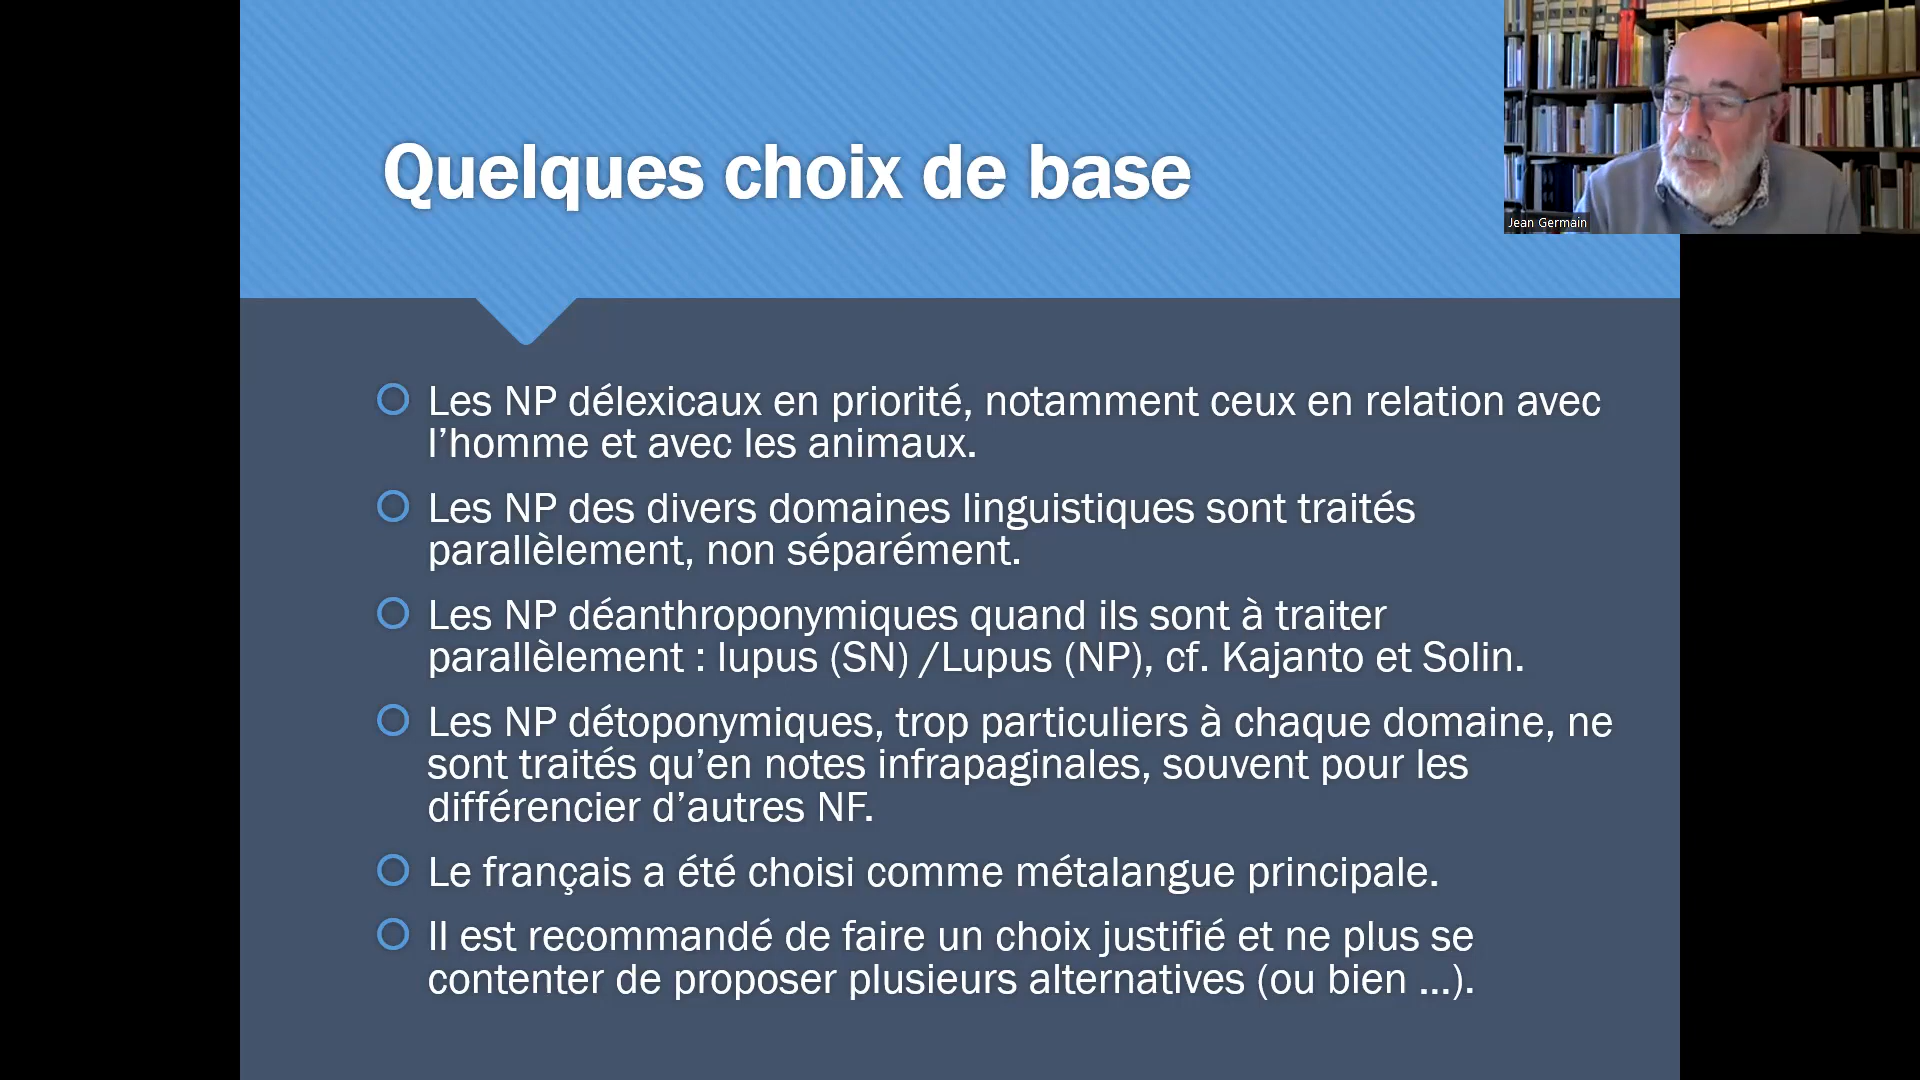 Quelques choix de base
Jean Germain
Les NP délexicaux en priorité, notamment ceux en relation avec
l’homme et avec les animaux.
Les NP des divers domaines linguistiques sont traités
parallèlement, non séparément.
Les NP déanthroponymiques quand ils sont à traiter
parallèlement : lupus (SN) /Lupus (NP), cf. Kajanto et Solin.
Les NP détoponymiques, trop particuliers à chaque domaine, ne
sont traités qu’en notes infrapaginales, souvent pour les
différencier d’autres NF.
Le français a été choisi comme métalangue principale.
Il est recommandé de faire un choix justifié et ne plus se
contenter de proposer plusieurs alternatives (ou bien ...).